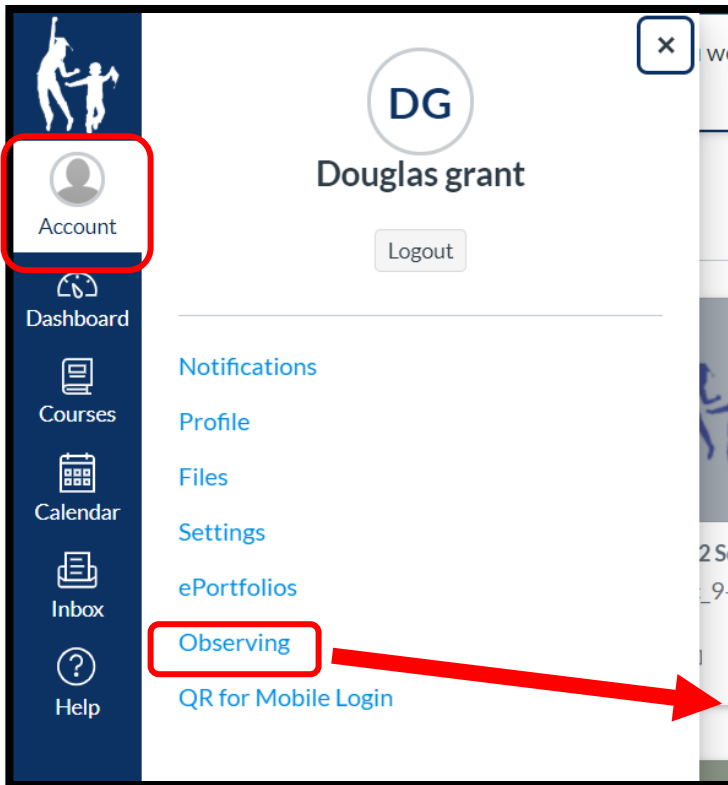 DG
Douglas grant
Logout
Account
Dashboard
Courses
Calendar
Inbox
Help
Notifications
Profile
Files
Settings
ePortfolios
Observing
QR for Mobile Login